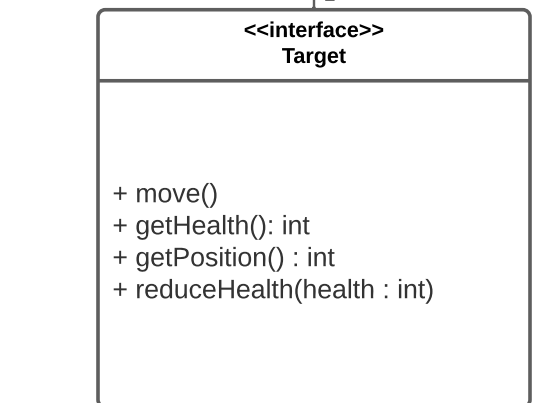 <<interface>>
Target
+ move()
+ getHealth(): int
+ getPosition() : int
+ reduceHealth(health : int)